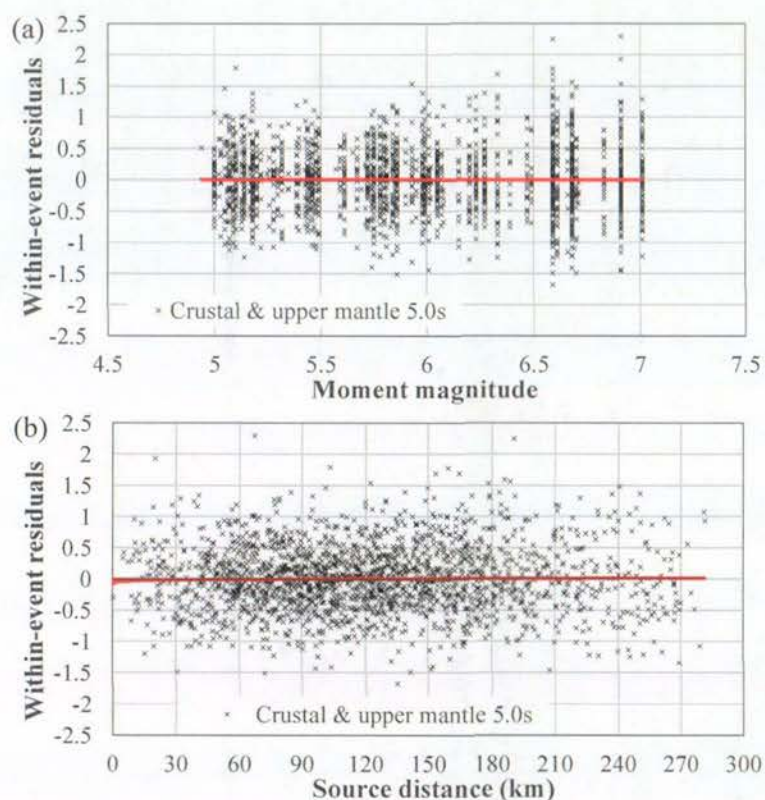 (a)
Within-event residuals
2.5
2
1.5
1
0.5
0
-0.5
-1
-1.5
-2
-2.5
× Crustal & upper mantle 5.0s
4.5 5 5.5 6 6.5 7 7.5
Moment magnitude
(b)
Within-event residuals
2.5
2
1.5
1
0.5
0
-0.5
-1
-1.5
-2
-2.5
× Crustal & upper mantle 5.0s
0 30 60 90 120 150 180 210 240 270 300
Source distance (km)